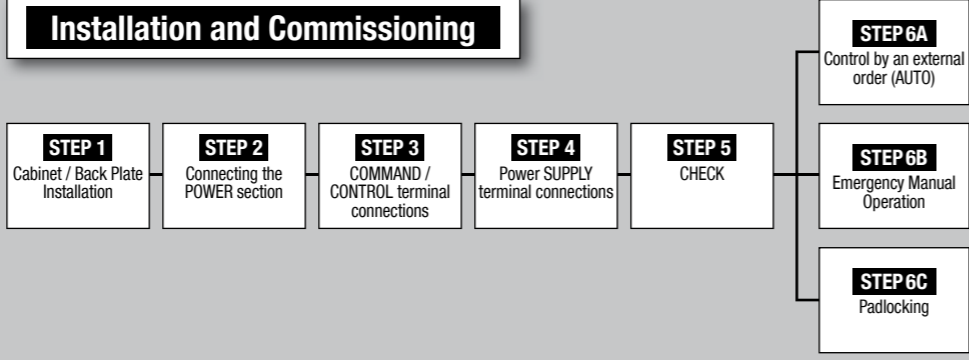 Installation and Commissioning
STEP 1
Cabinet / Back Plate
Installation
STEP 2
Connecting the
POWER section
STEP 3
COMMAND /
CONTROL terminal
connections
STEP 4
Power SUPPLY
terminal connections
STEP 5
CHECK
STEP 6A
Control by an external
order (AUTO)
STEP 6B
Emergency Manual
Operation
STEP 6C
Padlocking